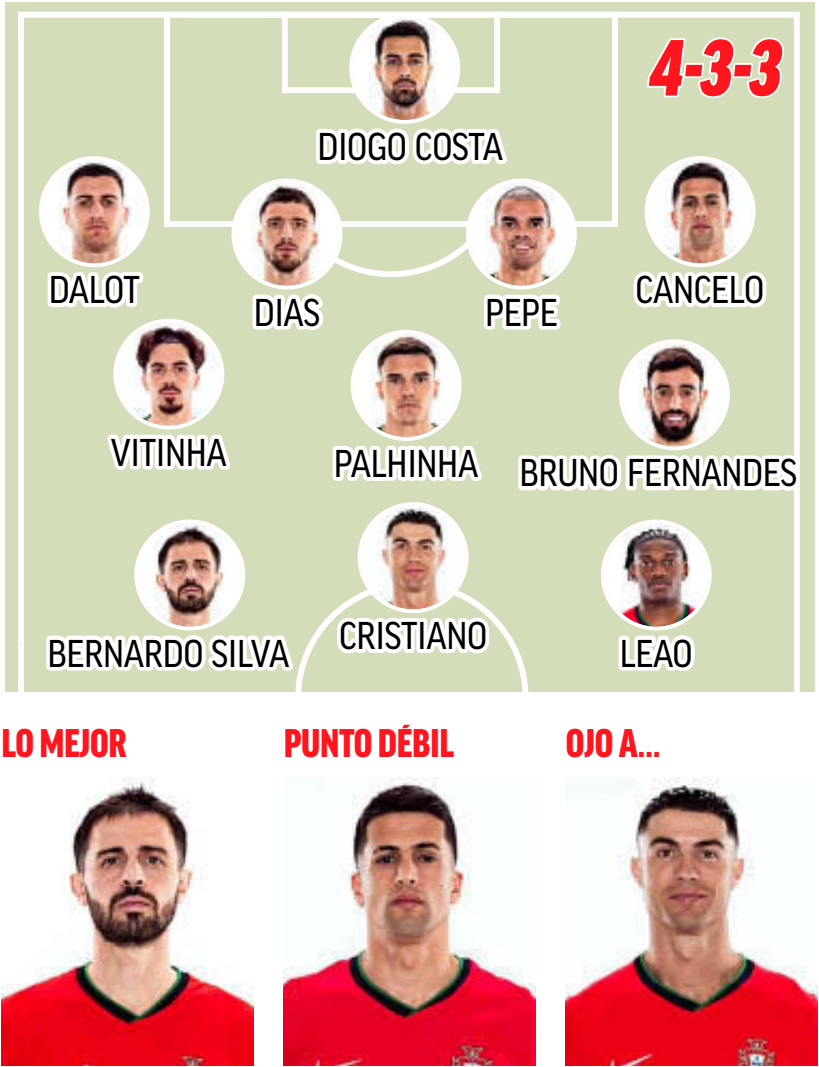 4-3-3
DIOGO COSTA
DALOT
DIAS
PEPE
CANCELO
VITINHA
PALHINHA
BRUNO FERNANDES
BERNARDO SILVA
CRISTIANO
LEAO
LO MEJOR
PUNTO DÉBIL
OJO A...